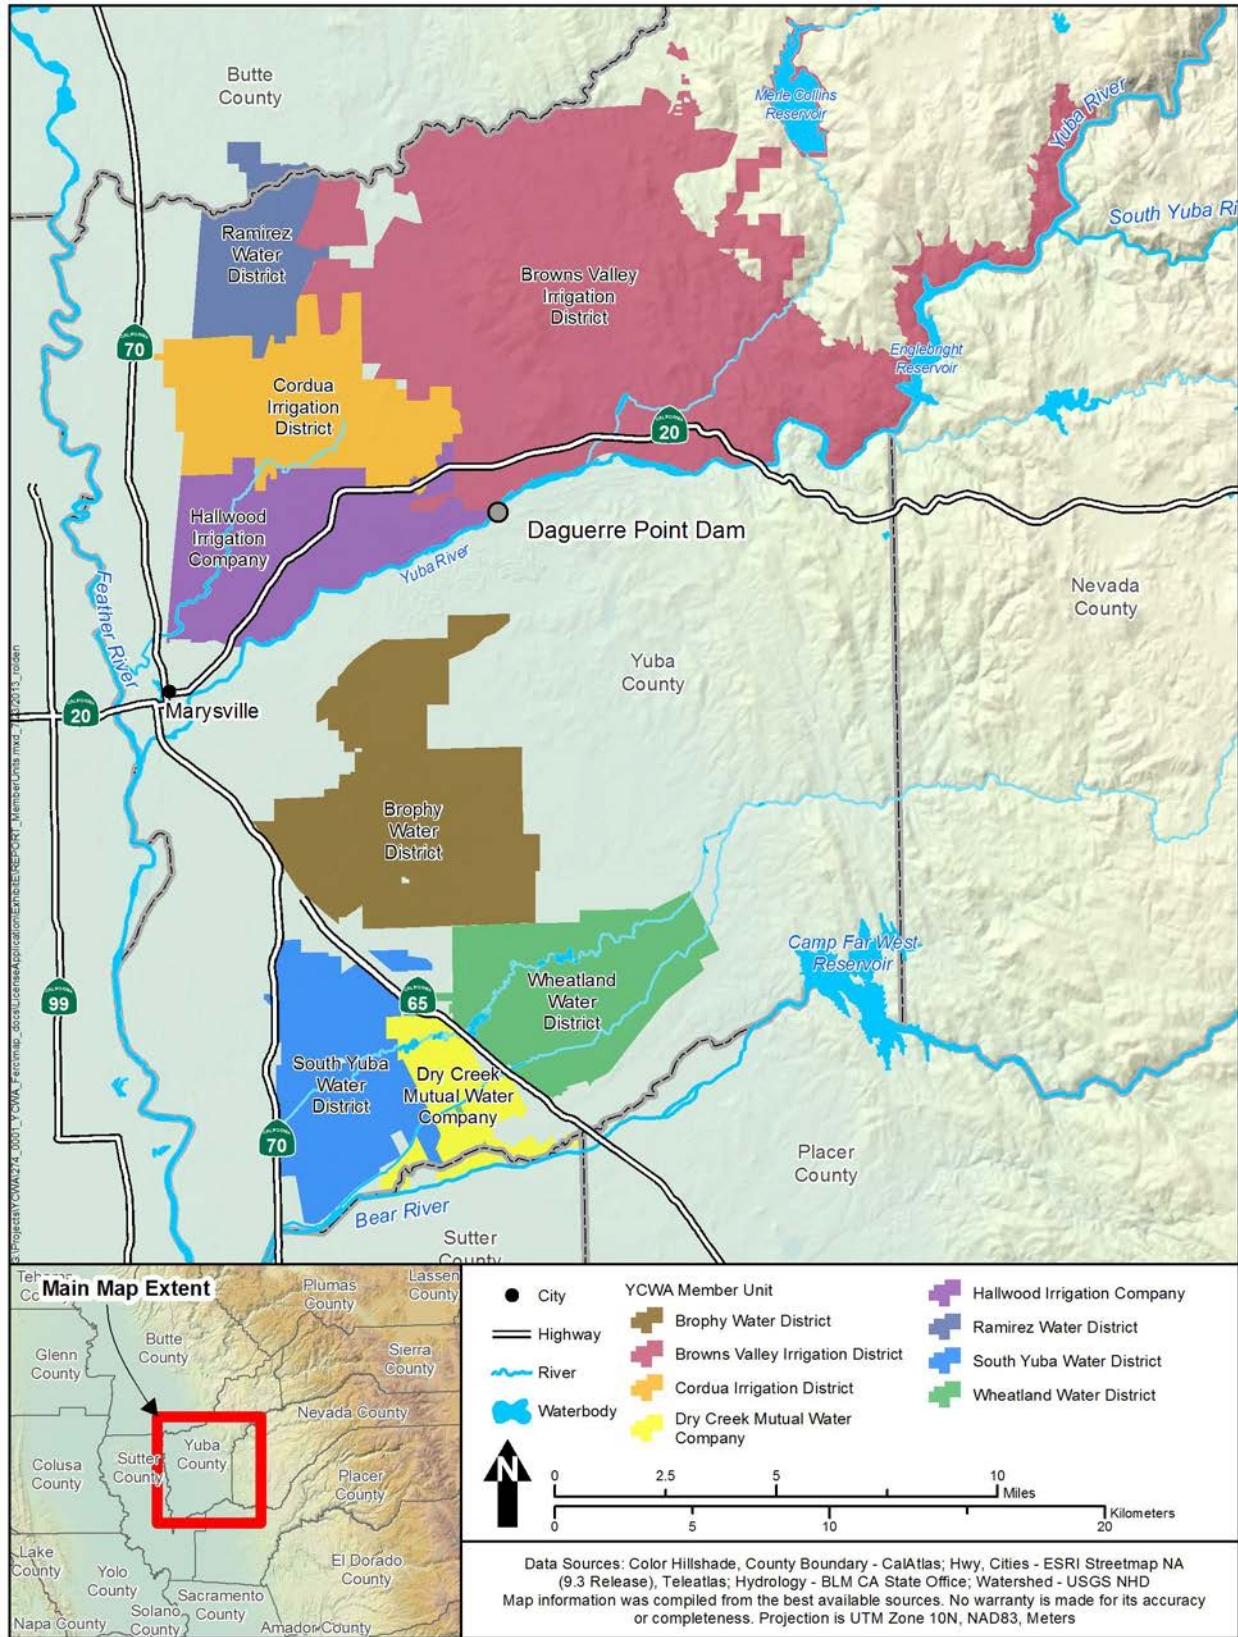 Butte
County
Merle Collins
Reservoir
Yuba River
South Yuba Ri
Ramirez
Water
District
Browns Valley
Irrigation
District
CALIFORNIA
70
Englebright
Reservoir
Cordua
Irrigation
District
CALIFORNIA
20
Hallwood
Irrigation
Company
Daguerre Point Dam
Yuba River
Feather River
Nevada
County
Yuba
County
CALIFORNIA
20
Marysville
Brophy
Water
District
Camp Far West
Reservoir
Wheatland
Water
District
CALIFORNIA
99
CALIFORNIA
65
South Yuba
Water
District
Dry Creek
Mutual Water
Company
CALIFORNIA
70
Placer
County
Bear River
Sutter
County
Main Map Extent
Plumas
County
Lassen
County
Butte
County
Glenn
County
Sierra
County
Nevada County
Yuba
County
Sutter
County
Colusa
County
Placer
County
Lake
County
Yolo
County
El Dorado
County
Sacramento
County
Solano
County
Napa County
Amador County
City
Highway
River
Waterbody
N
YCWA Member Unit
Brophy Water District
Browns Valley Irrigation District
Cordua Irrigation District
Dry Creek Mutual Water
Company
Hallwood Irrigation Company
Ramirez Water District
South Yuba Water District
Wheatland Water District
0 2.5 5 10
Miles
Kilometers
0 5 10 20
Data Sources: Color Hillshade, County Boundary - CalAtlas; Hwy, Cities - ESRI Streetmap NA
(9.3 Release), Teleatlas; Hydrology - BLM CA State Office; Watershed - USGS NHD
Map information was compiled from the best available sources. No warranty is made for its accuracy
or completeness. Projection is UTM Zone 10N, NAD83, Meters